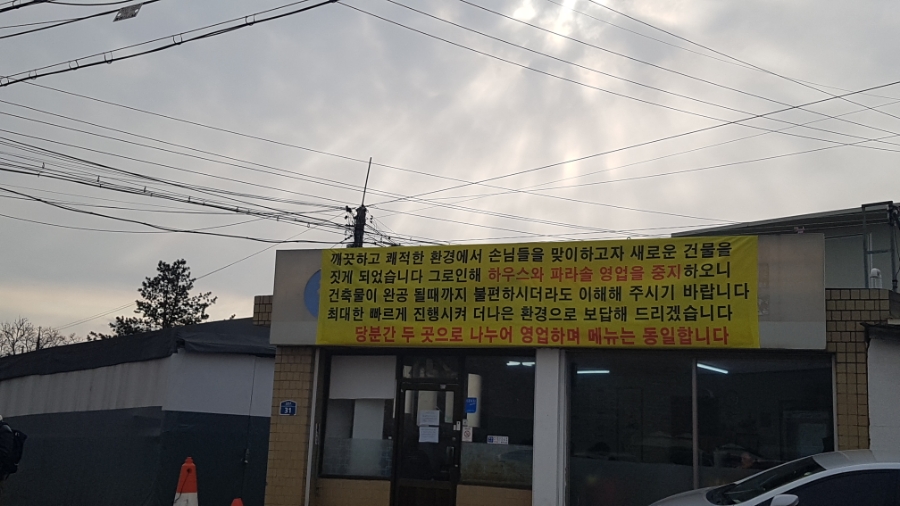 깨끗하고 쾌적한 환경에서 손님들을 맞이하고자 새로운 건물을
짓게 되었습니다 그로인해 하우스와 파라솔 영업을 중지하오니
건축물이 완공 될때까지 불편하시더라도 이해해 주시기 바랍니다
최대한 빠르게 진행시켜 더나은 환경으로 보답해 드리겠습니다
당분간 두 곳으로 나누어 영업하며 메뉴는 동일합니다
31